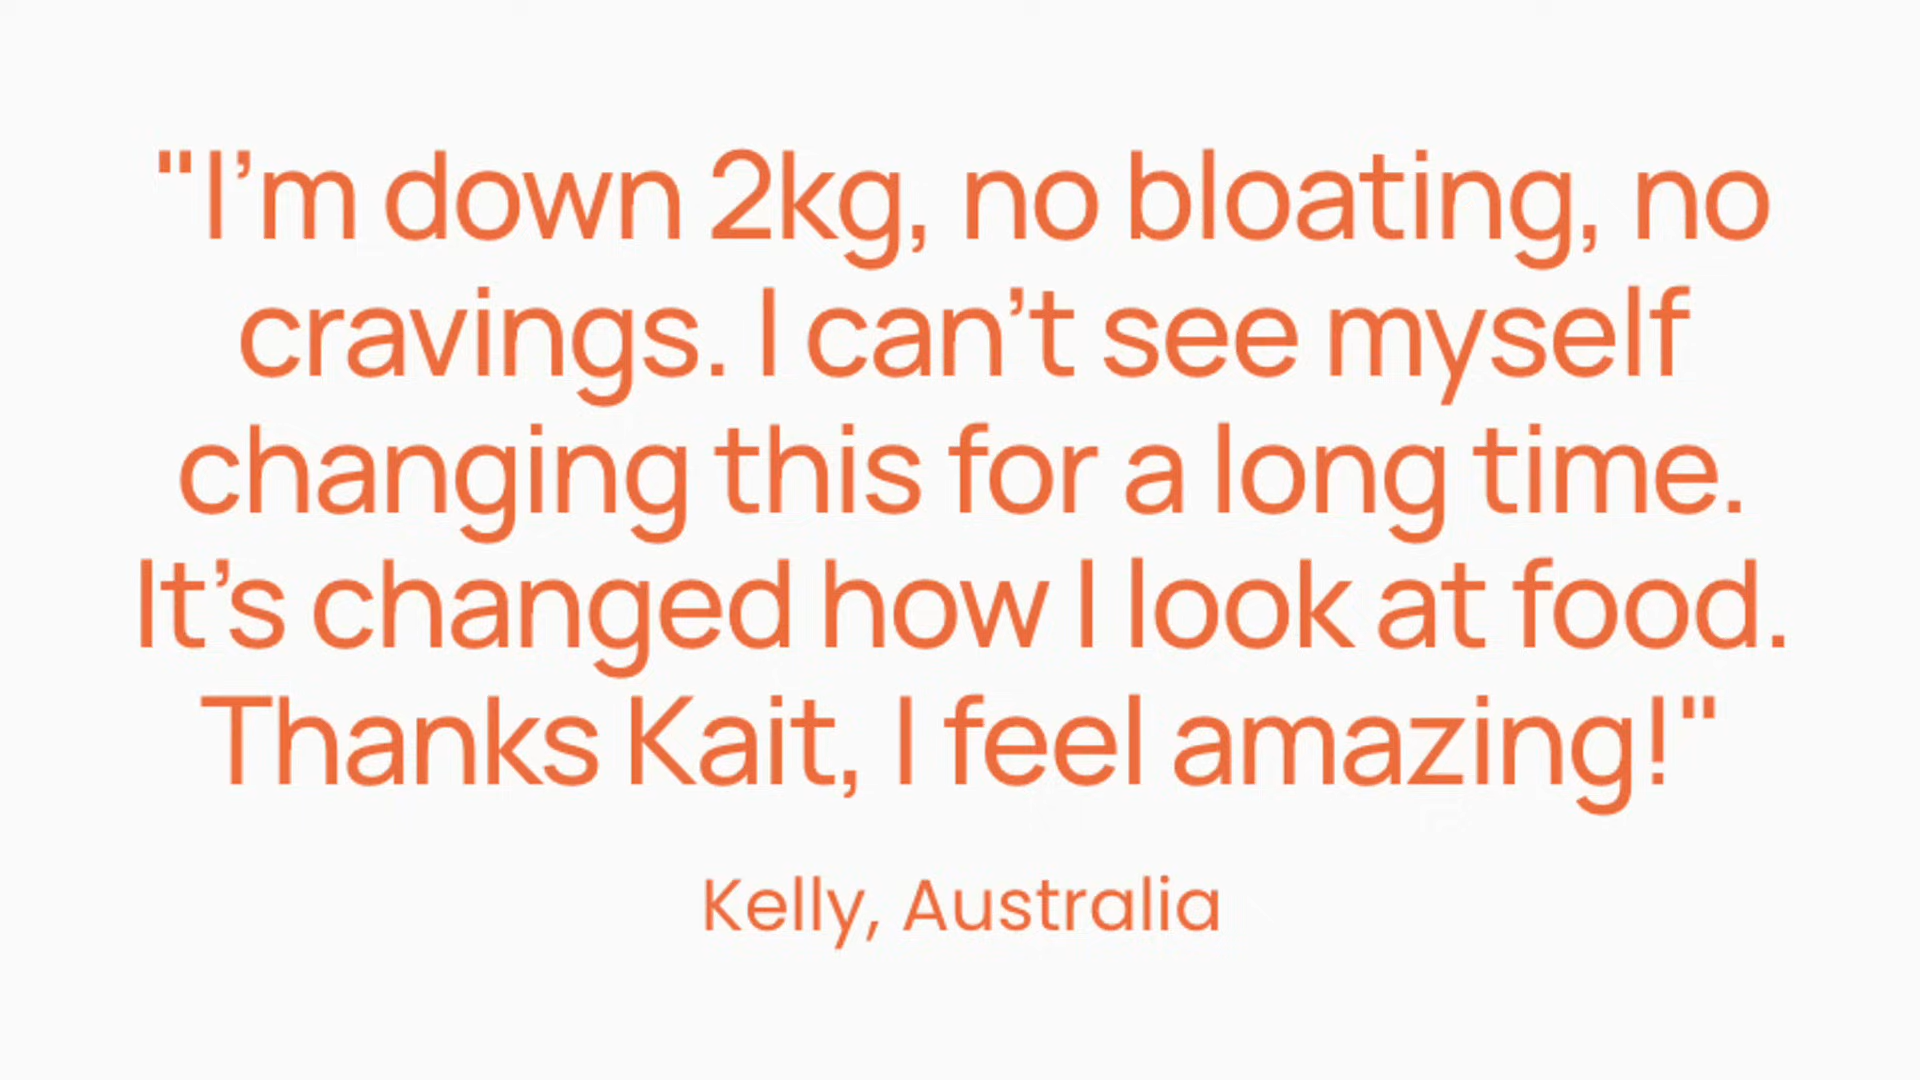 "I’m down 2kg, no bloating, no
cravings. I can’t see myself
changing this for a long time.
It’s changed how I look at food.
Thanks Kait, I feel amazing!"
Kelly, Australia